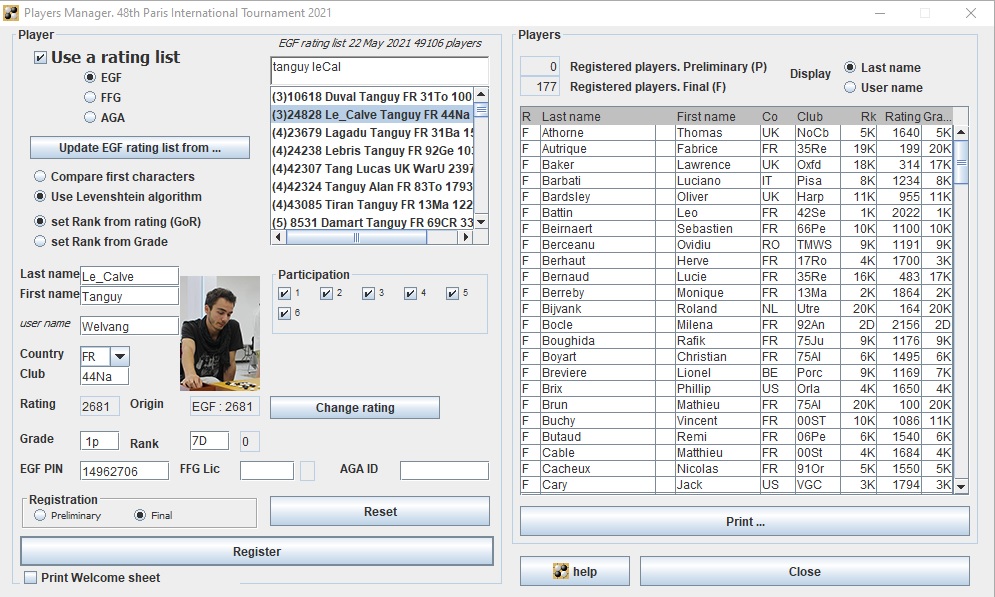 Players Manager. 48th Paris International Tournament 2021
Player
Use a rating list
EGF
FFG
AGA
Update EGF rating list from ...
Compare first characters
Use Levenshtein algorithm
set Rank from rating (GoR)
set Rank from Grade
EGF rating list 22 May 2021 49106 players
tanguy leCal
(3)10618 Duval Tanguy FR 31To 100
(3)24828 Le_Calve Tanguy FR 44Na
(4)23679 Lagadu Tanguy FR 31Ba 15
(4)24238 Lebris Tanguy FR 92Ge 10
(4)42307 Tang Lucas UK WarU 2397
(4)42324 Tanguy Alan FR 83To 1793
(4)43085 Tiran Tanguy FR 13Ma 122
(5) 8531 Damart Tanguy FR 69CR 33
Last name Le_Calve
First name Tanguy
user name Welvang
Country FR
Club 44Na
Participation
1 2 3 4 5
6
Rating 2681 Origin EGF : 2681 Change rating
Grade 1p Rank 7D 0
EGF PIN 14962706 FFG Lic AGA ID
Registration
Preliminary Final
Reset
Register
Print Welcome sheet
Players
0 Registered players. Preliminary (P)
177 Registered players. Final (F)
Display
Last name
User name
R Last name First name Co Club Rk Rating Gra...
F Athorne Thomas UK NoCb 5K 1640 5K
F Autrique Fabrice FR 35Re 19K 199 20K
F Baker Lawrence UK Oxfd 18K 314 17K
F Barbati Luciano IT Pisa 8K 1234 8K
F Bardsley Oliver UK Harp 11K 955 11K
F Battin Leo FR 42Se 1K 2022 1K
F Beirnaert Sebastien FR 66Pe 10K 1100 10K
F Berceanu Ovidiu RO TMWS 9K 1191 9K
F Berhaut Herve FR 17Ro 4K 1700 3K
F Bernaud Lucie FR 35Re 16K 483 17K
F Berreby Monique FR 13Ma 2K 1864 2K
F Bijvank Roland NL Utre 20K 164 20K
F Bocle Milena FR 92An 2D 2156 2D
F Boughida Rafik FR 75Ju 9K 1176 9K
F Boyart Christian FR 75Al 6K 1495 6K
F Breviere Lionel BE Porc 9K 1169 7K
F Brix Phillip US Orla 4K 1650 4K
F Brun Mathieu FR 75Al 20K 100 20K
F Buchy Vincent FR 00ST 10K 1086 11K
F Butaud Remi FR 06Pe 6K 1540 6K
F Cable Matthieu FR 00St 4K 1684 4K
F Cacheux Nicolas FR 91Or 5K 1550 5K
F Cary Jack US VGC 3K 1794 3K
Print ...
help
Close